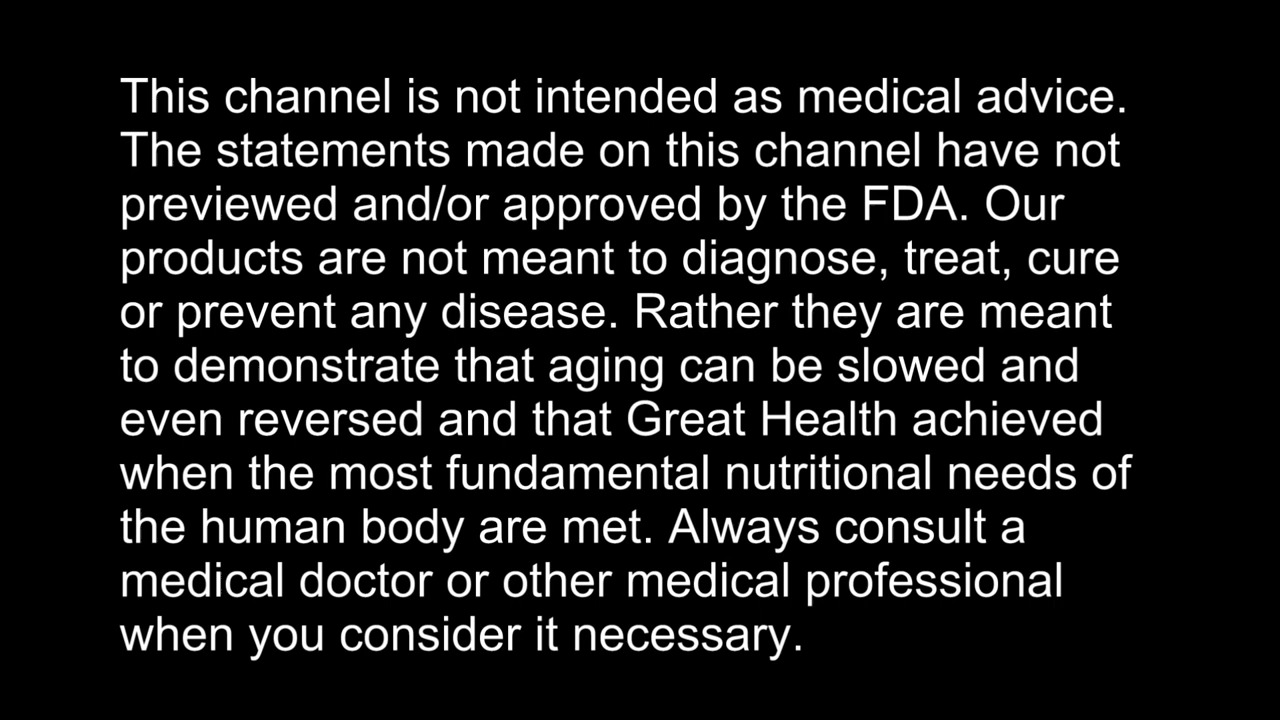 This channel is not intended as medical advice.
The statements made on this channel have not
previewed and/or approved by the FDA. Our
products are not meant to diagnose, treat, cure
or prevent any disease. Rather they are meant
to demonstrate that aging can be slowed and
even reversed and that Great Health achieved
when the most fundamental nutritional needs of
the human body are met. Always consult a
medical doctor or other medical professional
when you consider it necessary.